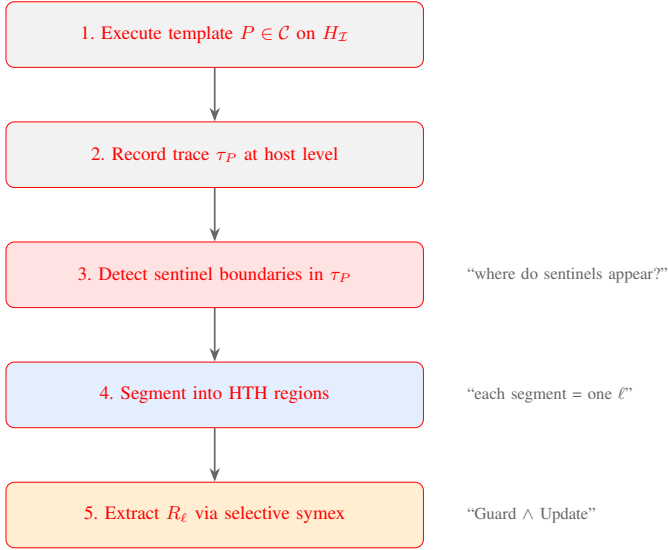 1. Execute template P ∈ 𝒞 on H_ℐ
2. Record trace τ_P at host level
3. Detect sentinel boundaries in τ_P
“where do sentinels appear?”
4. Segment into HTH regions
“each segment = one ℓ”
5. Extract R_ℓ via selective symex
“Guard ∧ Update”